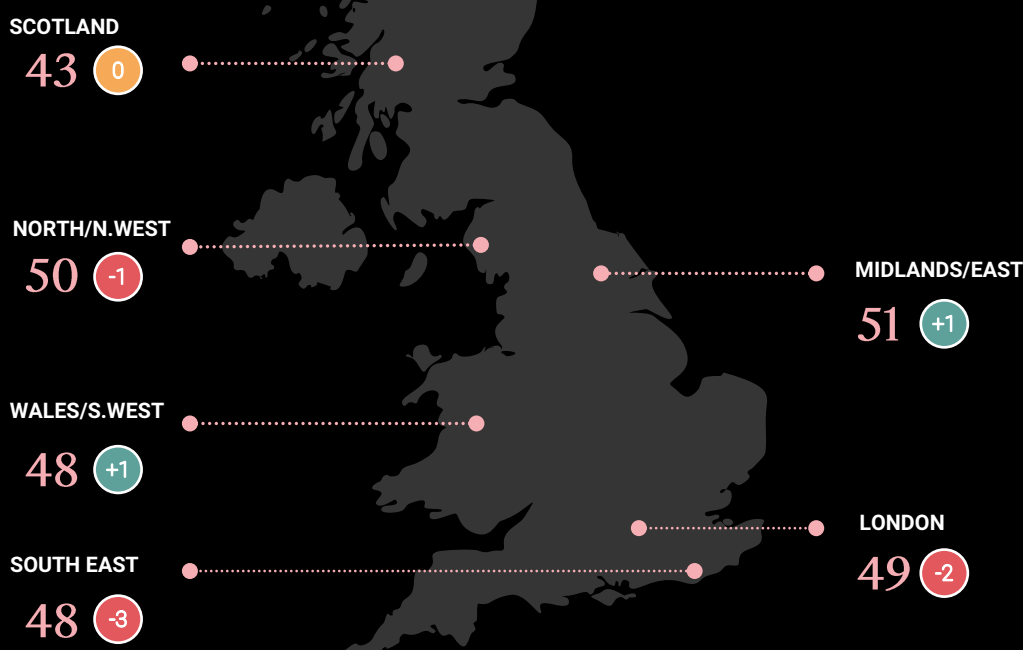 SCOTLAND
43 0
NORTH/N.WEST
50 -1
MIDLANDS/EAST
51 +1
WALES/S.WEST
48 +1
LONDON
49 -2
SOUTH EAST
48 -3